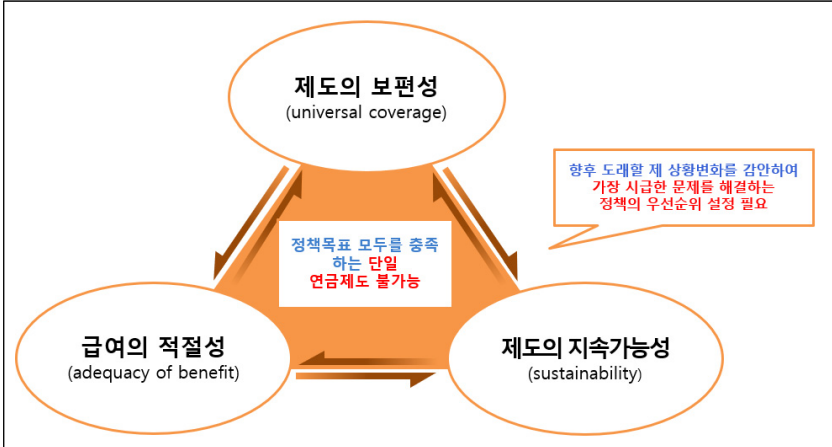 제도의 보편성
(universal coverage)
향후 도래할 제 상황변화를 감안하여
가장 시급한 문제를 해결하는
정책의 우선순위 설정 필요
정책목표 모두를 충족
하는 단일
연금제도 불가능
급여의 적절성
(adequacy of benefit)
제도의 지속가능성
(sustainability)